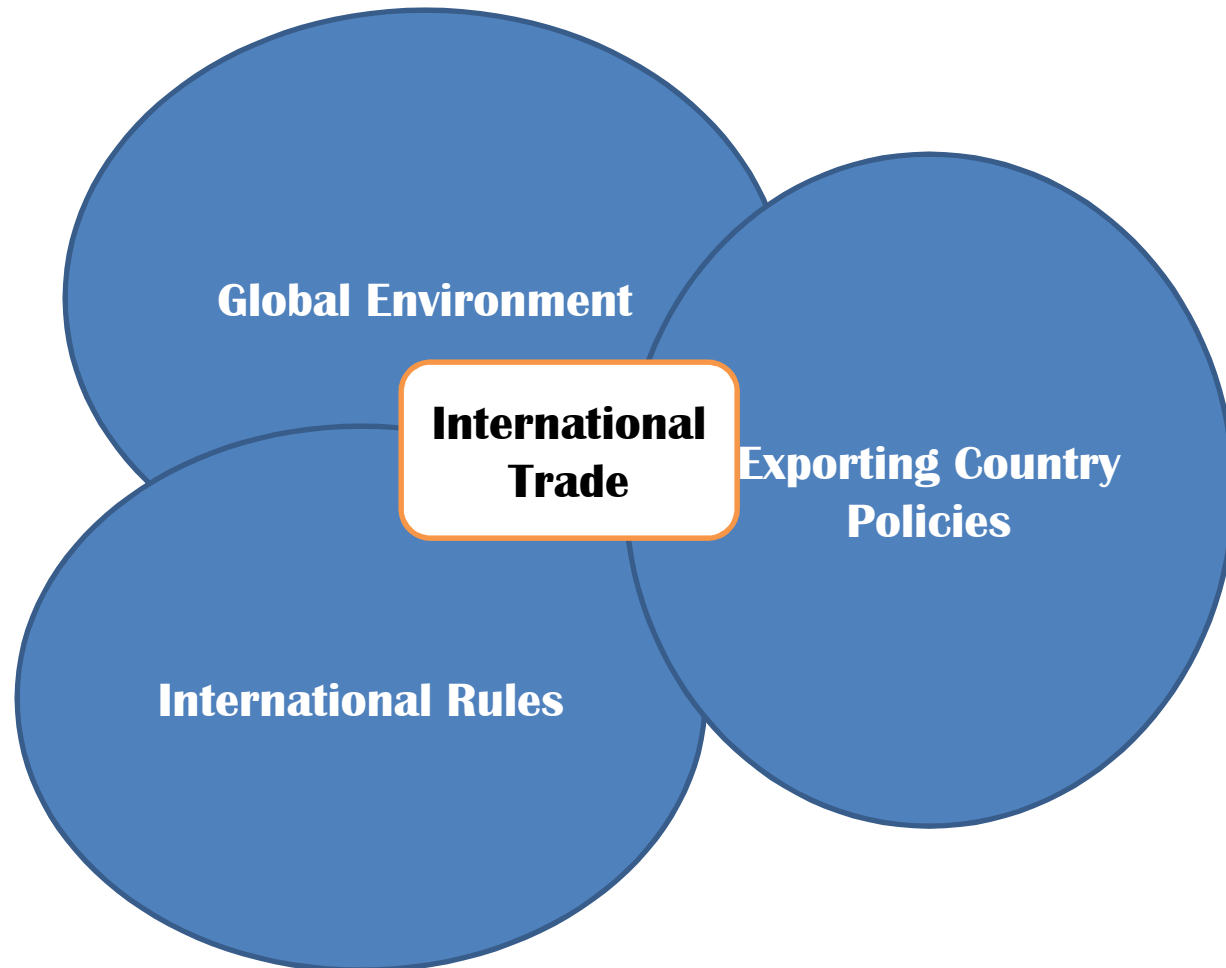 Global Environment
International
Trade
Exporting Country
Policies
International Rules